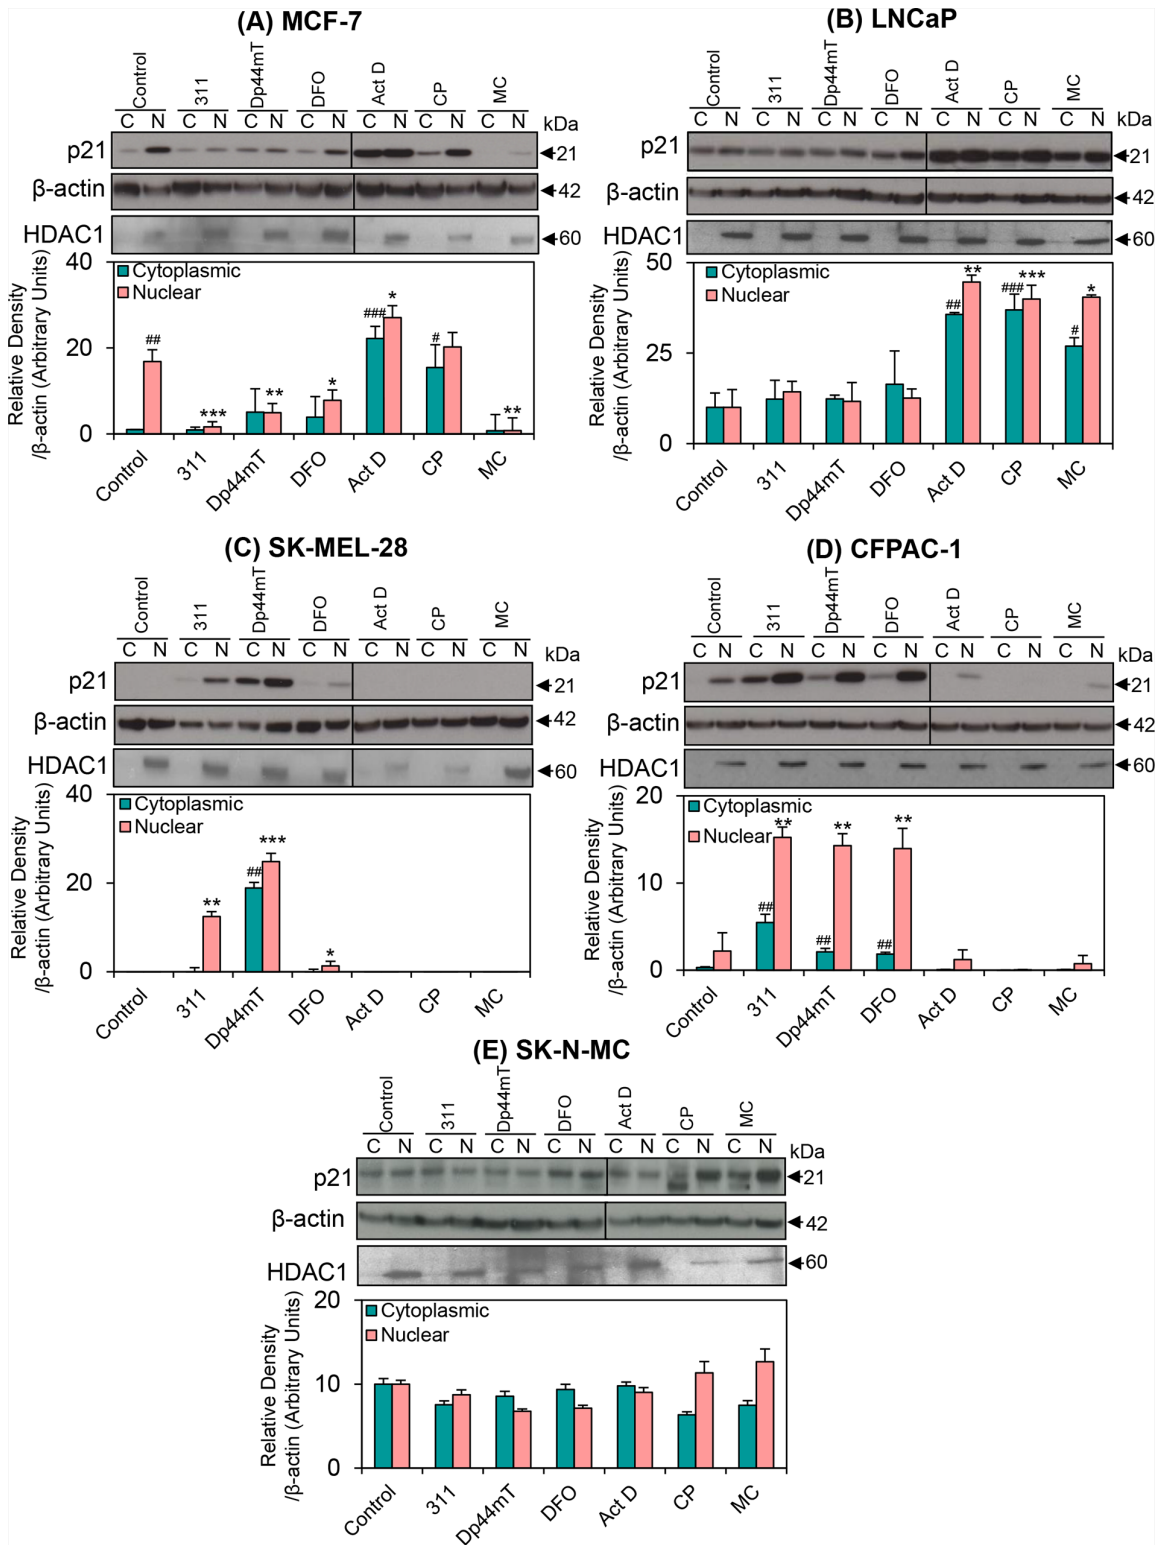 (A) MCF-7
Control 311 Dp44mT DFO Act D CP MC
C N C N C N C N C N C N C N kDa
p21 21
β-actin 42
HDAC1 60
Relative Density
/β-actin (Arbitrary Units)
40
20
0
Cytoplasmic
Nuclear
## *** ** * ### * # **
Control 311 Dp44mT DFO Act D CP MC
(B) LNCaP
Control 311 Dp44mT DFO Act D CP MC
C N C N C N C N C N C N C N kDa
p21 21
β-actin 42
HDAC1 60
Relative Density
/β-actin (Arbitrary Units)
50
25
0
Cytoplasmic
Nuclear
## ** ### *** # *
Control 311 Dp44mT DFO Act D CP MC
(C) SK-MEL-28
Control 311 Dp44mT DFO Act D CP MC
C N C N C N C N C N C N C N kDa
p21 21
β-actin 42
HDAC1 60
Relative Density
/β-actin (Arbitrary Units)
40
20
0
Cytoplasmic
Nuclear
** ## *** *
Control 311 Dp44mT DFO Act D CP MC
(D) CFPAC-1
Control 311 Dp44mT DFO Act D CP MC
C N C N C N C N C N C N C N kDa
p21 21
β-actin 42
HDAC1 60
Relative Density
/β-actin (Arbitrary Units)
20
10
0
Cytoplasmic
Nuclear
## ** ## ** ## **
Control 311 Dp44mT DFO Act D CP MC
(E) SK-N-MC
Control 311 Dp44mT DFO Act D CP MC
C N C N C N C N C N C N C N kDa
p21 21
β-actin 42
HDAC1 60
Relative Density
/β-actin (Arbitrary Units)
20
10
0
Cytoplasmic
Nuclear
Control 311 Dp44mT DFO Act D CP MC